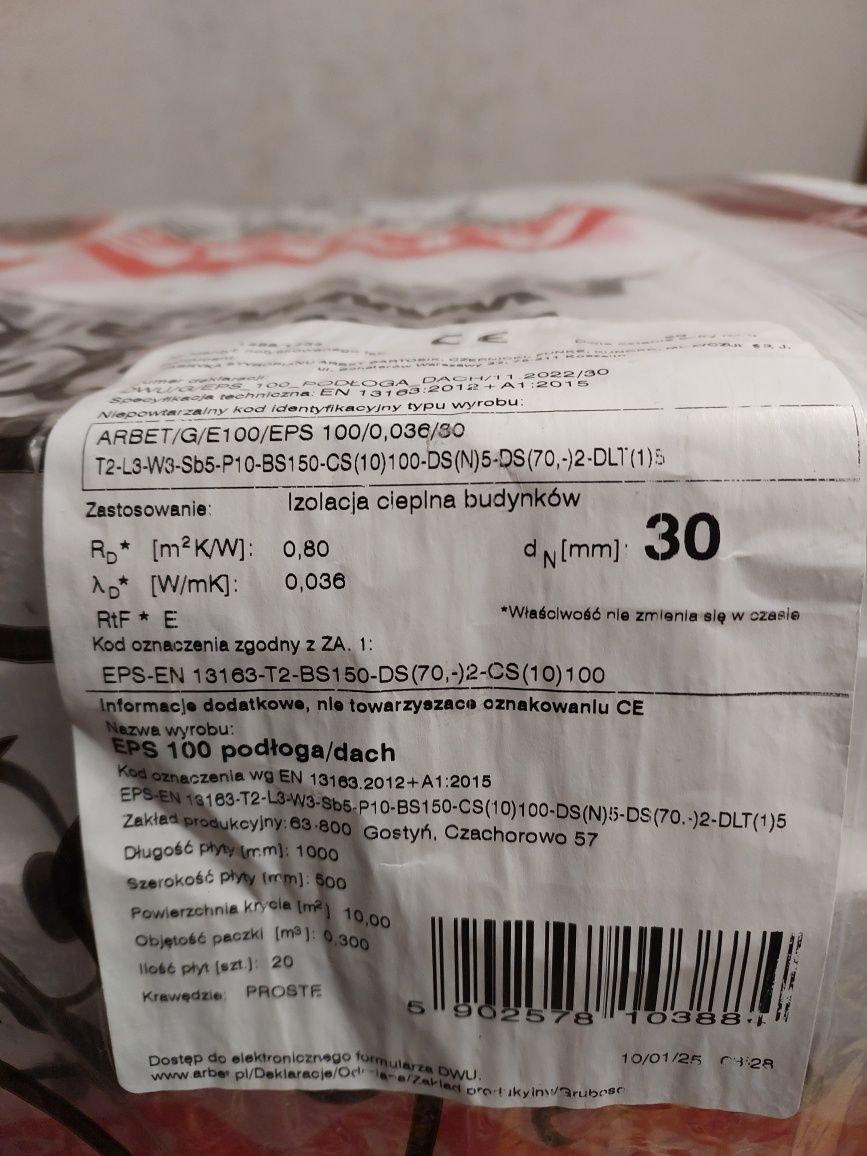 CE
DWU/G/EPS_100_PODŁOGA_DACH/11.2022/30
Specyfikacja techniczna: EN 13163:2012+A1:2015
Niepowtarzalny kod identyfikacyjny typu wyrobu:
ARBET/G/E100/EPS 100/0,036/30
T2-L3-W3-Sb5-P10-BS150-CS(10)100-DS(N)5-DS(70,-)2-DLT(1)5
Zastosowanie: Izolacja cieplna budynków
RD* [m²K/W]: 0,80 dN[mm]: 30
λD* [W/mK]: 0,036
RtF * E *Właściwość nie zmienia się w czasie
Kod oznaczenia zgodny z ZA. 1:
EPS-EN 13163-T2-BS150-DS(70,-)2-CS(10)100
Informacje dodatkowe, nie towarzyszące oznakowaniu CE
Nazwa wyrobu:
EPS 100 podłoga/dach
Kod oznaczenia wg EN 13163.2012+A1:2015
EPS-EN 13163-T2-L3-W3-Sb5-P10-BS150-CS(10)100-DS(N)5-DS(70.-)2-DLT(1)5
Zakład produkcyjny: 63-800 Gostyń, Czachorowo 57
Długość płyty (mm): 1000
Szerokość płyty (mm): 500
Powierzchnia krycia [m²] 10,00
Objętość paczki [m³]: 0,300
Ilość płyt [szt.]: 20
Krawędzie: PROSTE
5 902578 10388
Dostęp do elektronicznego formularza DWU: 10/01/25
www.arbet.pl/Deklaracje/